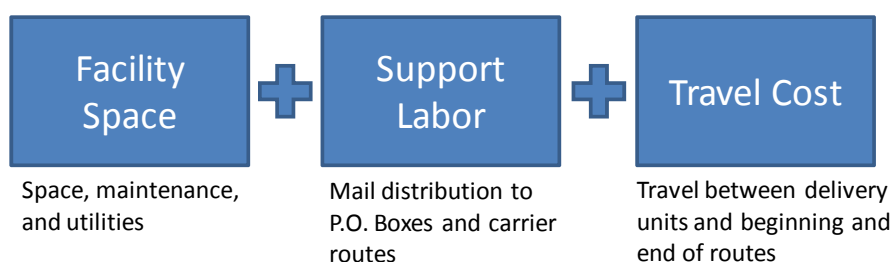 Facility
Space
Support
Labor
Travel Cost
Space, maintenance,
and utilities
Mail distribution to
P.O. Boxes and carrier
routes
Travel between delivery
units and beginning and
end of routes